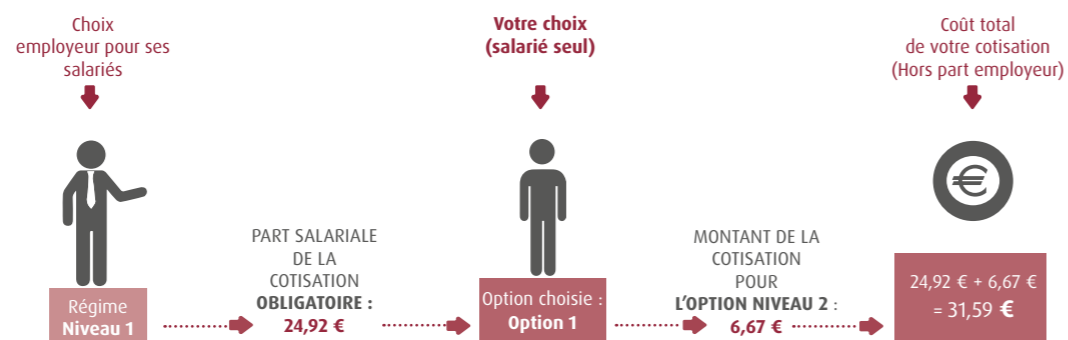 Choix
employeur pour ses
salariés
Votre choix
(salarié seul)
Coût total
de votre cotisation
(Hors part employeur)
Régime
Niveau 1
PART SALARIALE
DE LA
COTISATION
OBLIGATOIRE :
24,92 €
Option choisie :
Option 1
MONTANT DE LA
COTISATION
POUR
L'OPTION NIVEAU 2 :
6,67 €
€
24,92 € + 6,67 €
= 31,59 €